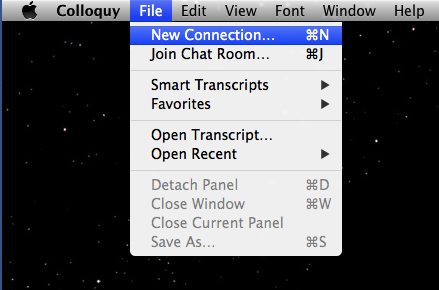 Colloquy File Edit View Font Window Help
New Connection... ⌘N
Join Chat Room... ⌘J
Smart Transcripts ▶
Favorites ▶
Open Transcript...
Open Recent ▶
Detach Panel ⌘D
Close Window ⌘W
Close Current Panel
Save As... ⌘S